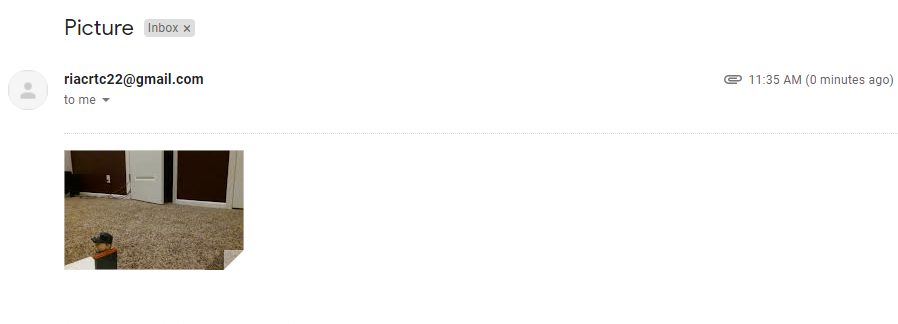 Picture Inbox ×
riacrtc22@gmail.com 11:35 AM (0 minutes ago)
to me